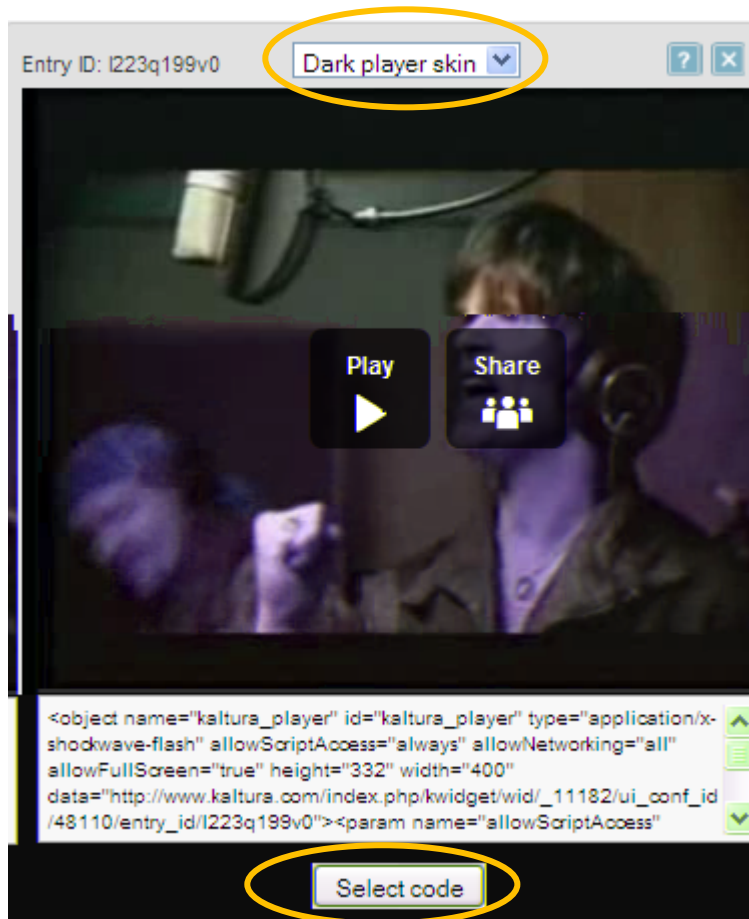 Entry ID: l223q199v0
Dark player skin
?
Play
Share
<object name="kaltura_player" id="kaltura_player" type="application/x-
shockwave-flash" allowScriptAccess="always" allowNetworking="all"
allowFullScreen="true" height="332" width="400"
data="http://www.kaltura.com/index.php/kwidget/wid/_11182/ui_conf_id
/48110/entry_id/l223q199v0"><param name="allowScriptAccess"
Select code